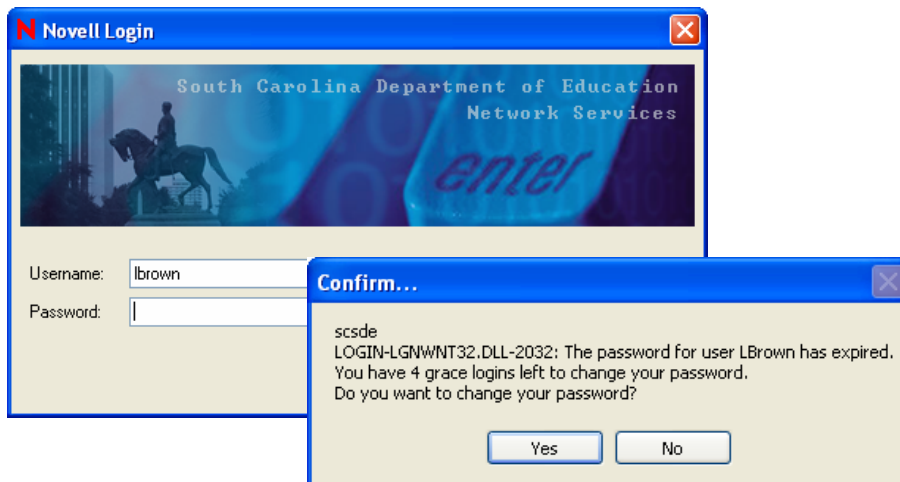 Novell Login
South Carolina Department of Education
Network Services
enter
Username: lbrown
Password:
Confirm...
scsde
LOGIN-LGNWNT32.DLL-2032: The password for user LBrown has expired.
You have 4 grace logins left to change your password.
Do you want to change your password?
Yes No